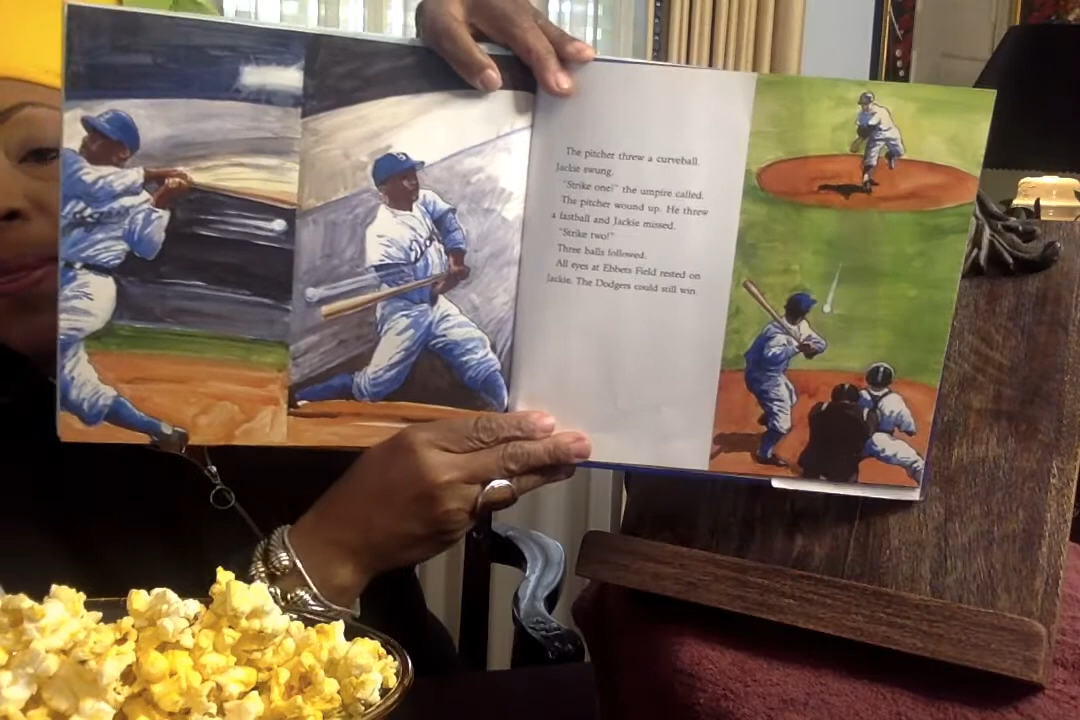 The pitcher threw a curveball.
Jackie swung.
"Strike one!" the umpire called.
The pitcher wound up. He threw
a fastball and Jackie missed.
"Strike two!"
Three balls followed.
All eyes at Ebbets Field rested on
Jackie. The Dodgers could still win.